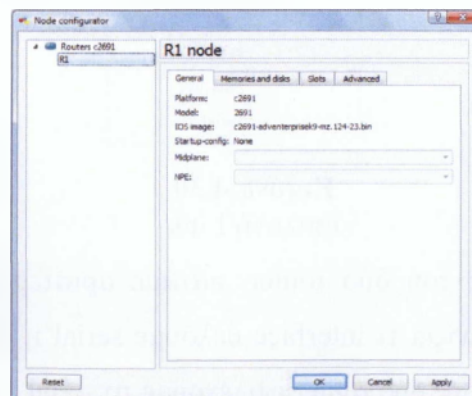 Node configurator
Routers c2691
R1
R1 node
General Memories and disks Slots Advanced
Platform: c2691
Model: 2691
IOS image: c2691-adventerprisek9-mz.124-23.bin
Startup-config: None
Midplane:
NPE:
Reset OK Cancel Apply